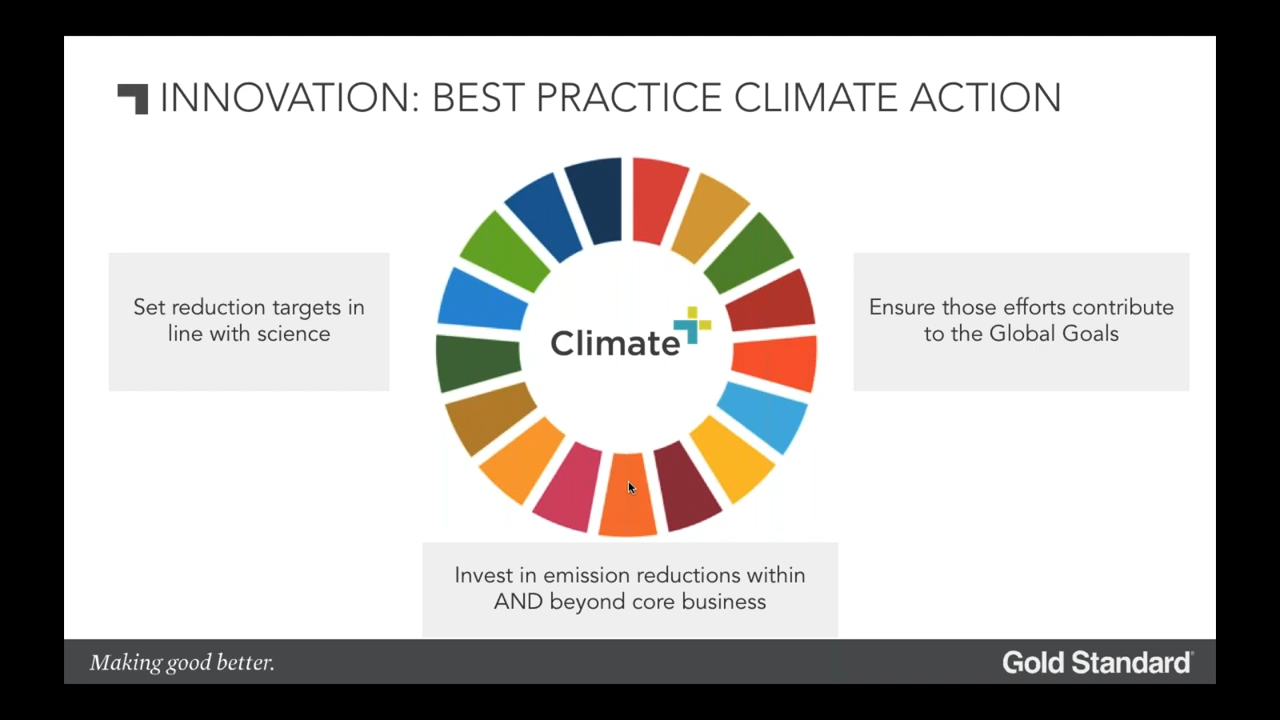 INNOVATION: BEST PRACTICE CLIMATE ACTION
Set reduction targets in
line with science
Climate+
Ensure those efforts contribute
to the Global Goals
Invest in emission reductions within
AND beyond core business
Making good better.
Gold Standard®